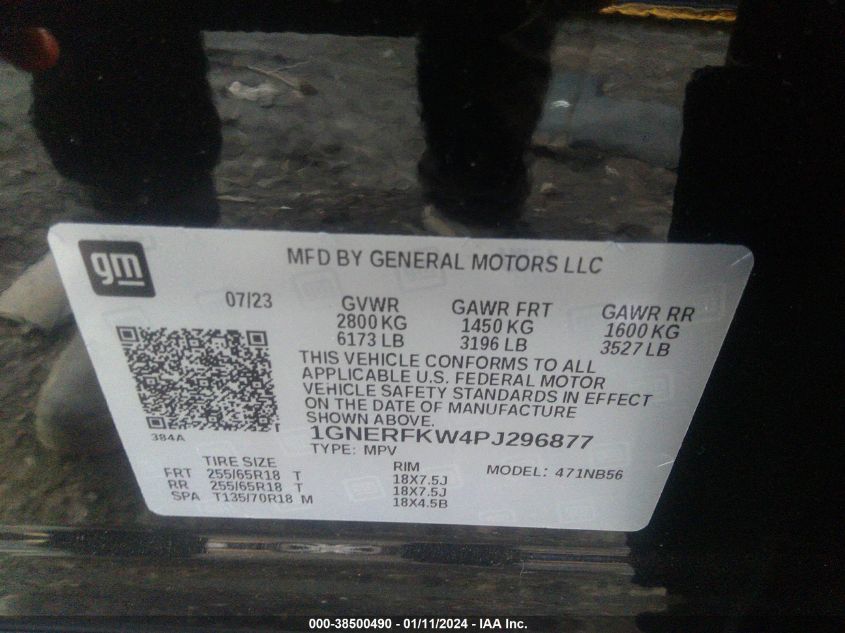 gm
MFD BY GENERAL MOTORS LLC
07/23
GVWR GAWR FRT GAWR RR
2800 KG 1450 KG 1600 KG
6173 LB 3196 LB 3527 LB
THIS VEHICLE CONFORMS TO ALL
APPLICABLE U.S. FEDERAL MOTOR
VEHICLE SAFETY STANDARDS IN EFFECT
ON THE DATE OF MANUFACTURE
SHOWN ABOVE.
384A
1GNERFKW4PJ296877
TYPE: MPV
TIRE SIZE RIM MODEL: 471NB56
FRT 255/65R18 T 18X7.5J
RR 255/65R18 T 18X7.5J
SPA T135/70R18 M 18X4.5B
000-38500490 - 01/11/2024 - IAA Inc.